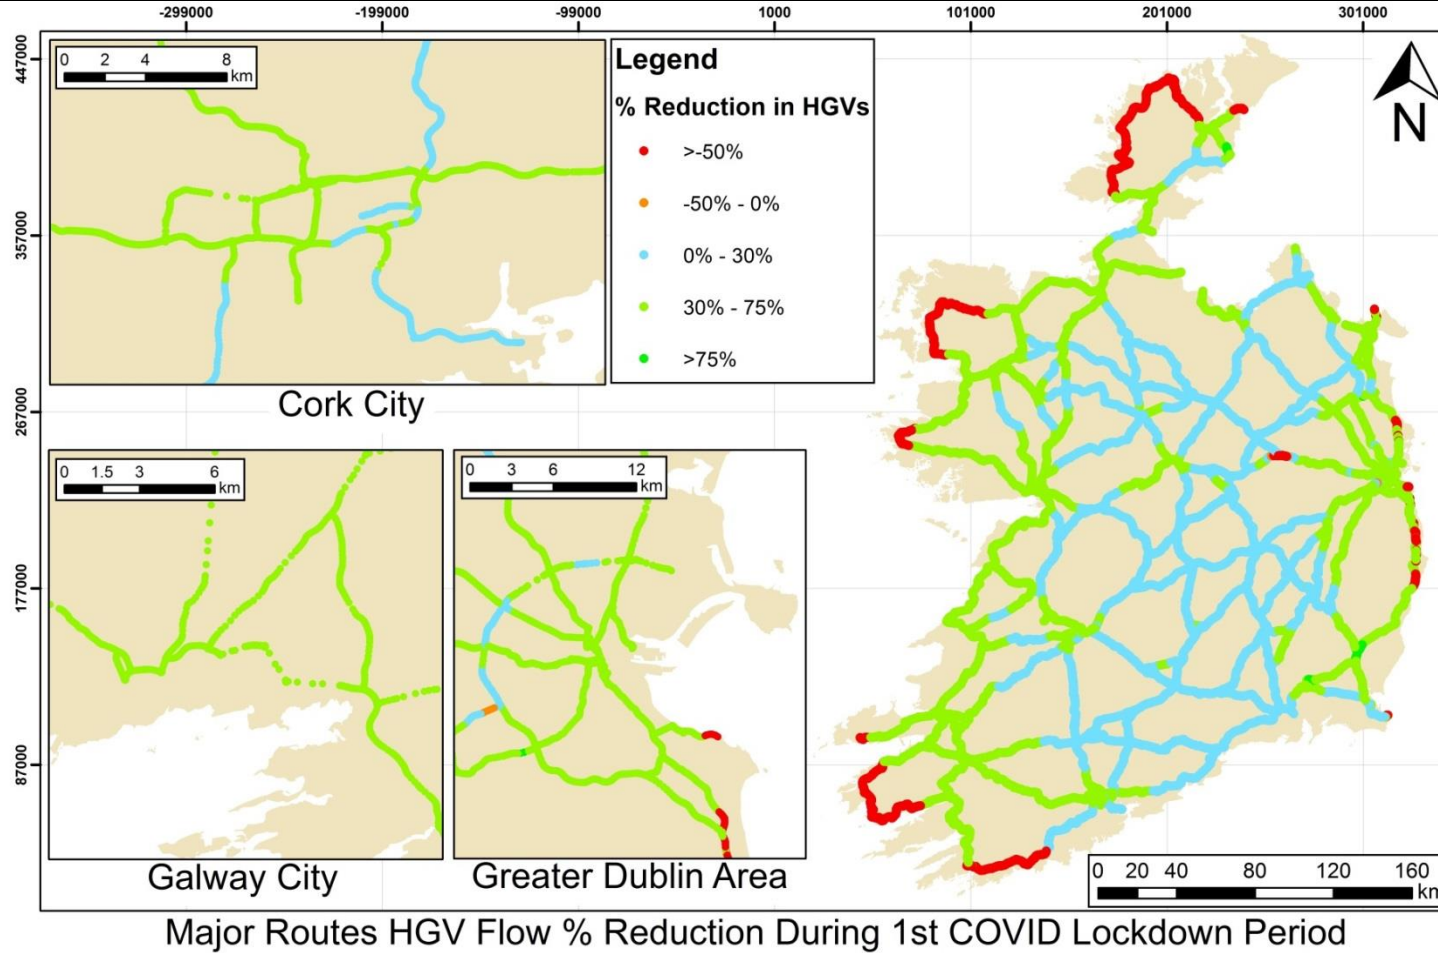 -299000 -199000 -99000 1000 101000 201000 301000
447000
357000
267000
177000
87000
0 2 4 8
km
Cork City
Legend
% Reduction in HGVs
>-50%
-50% - 0%
0% - 30%
30% - 75%
>75%
N
0 1.5 3 6
km
Galway City
0 3 6 12
km
Greater Dublin Area
0 20 40 80 120 160
km
Major Routes HGV Flow % Reduction During 1st COVID Lockdown Period